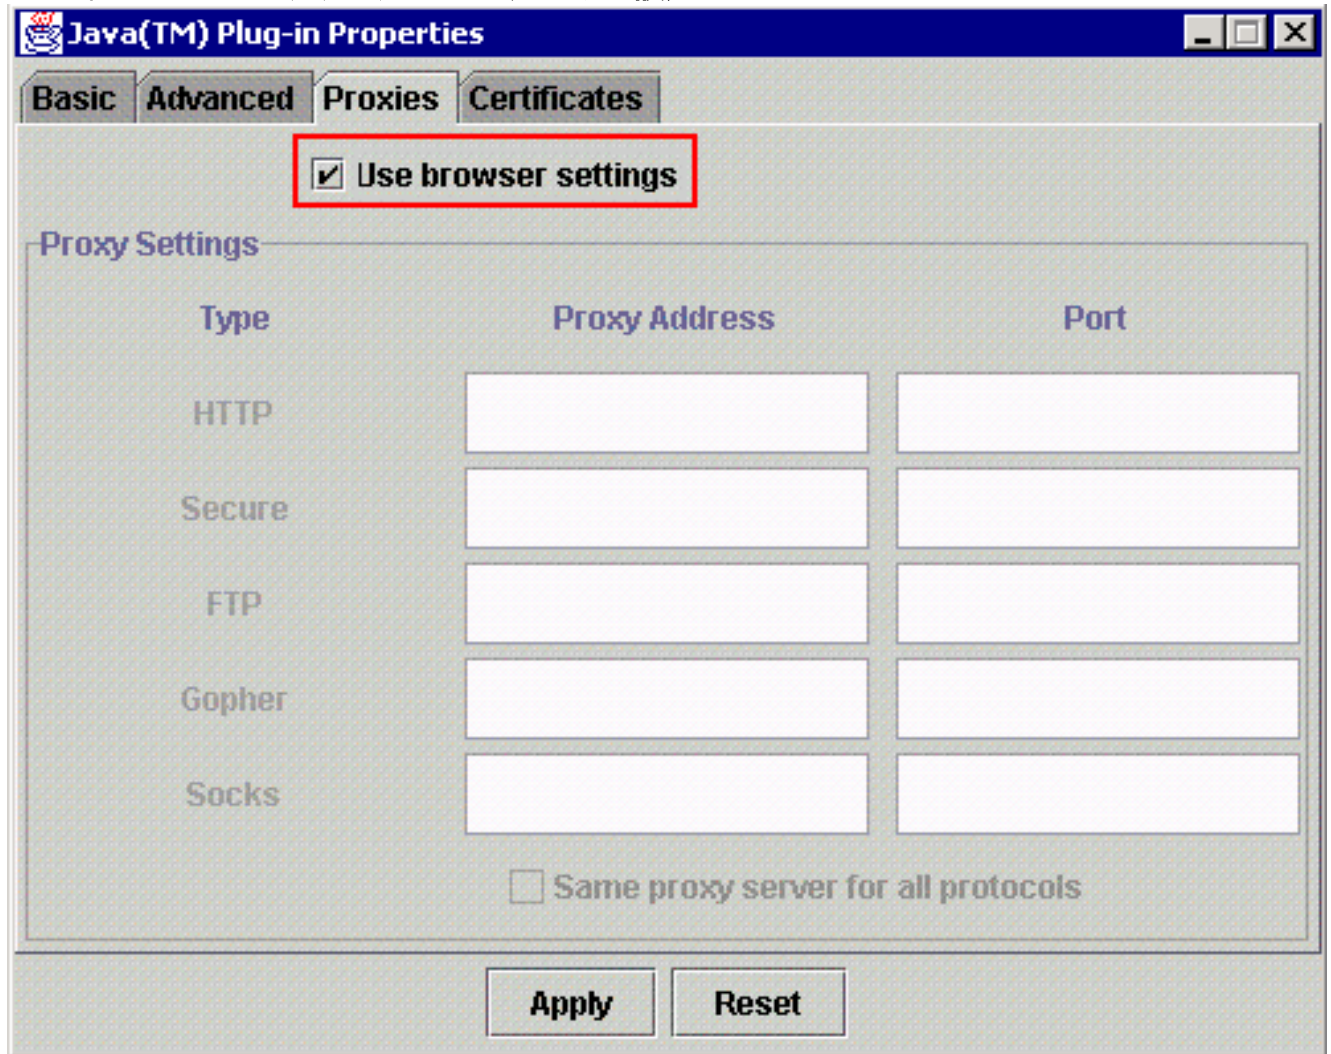 Java(TM) Plug-in Properties
Basic Advanced Proxies Certificates
Use browser settings
Proxy Settings
Type Proxy Address Port
HTTP
Secure
FTP
Gopher
Socks
Same proxy server for all protocols
Apply Reset